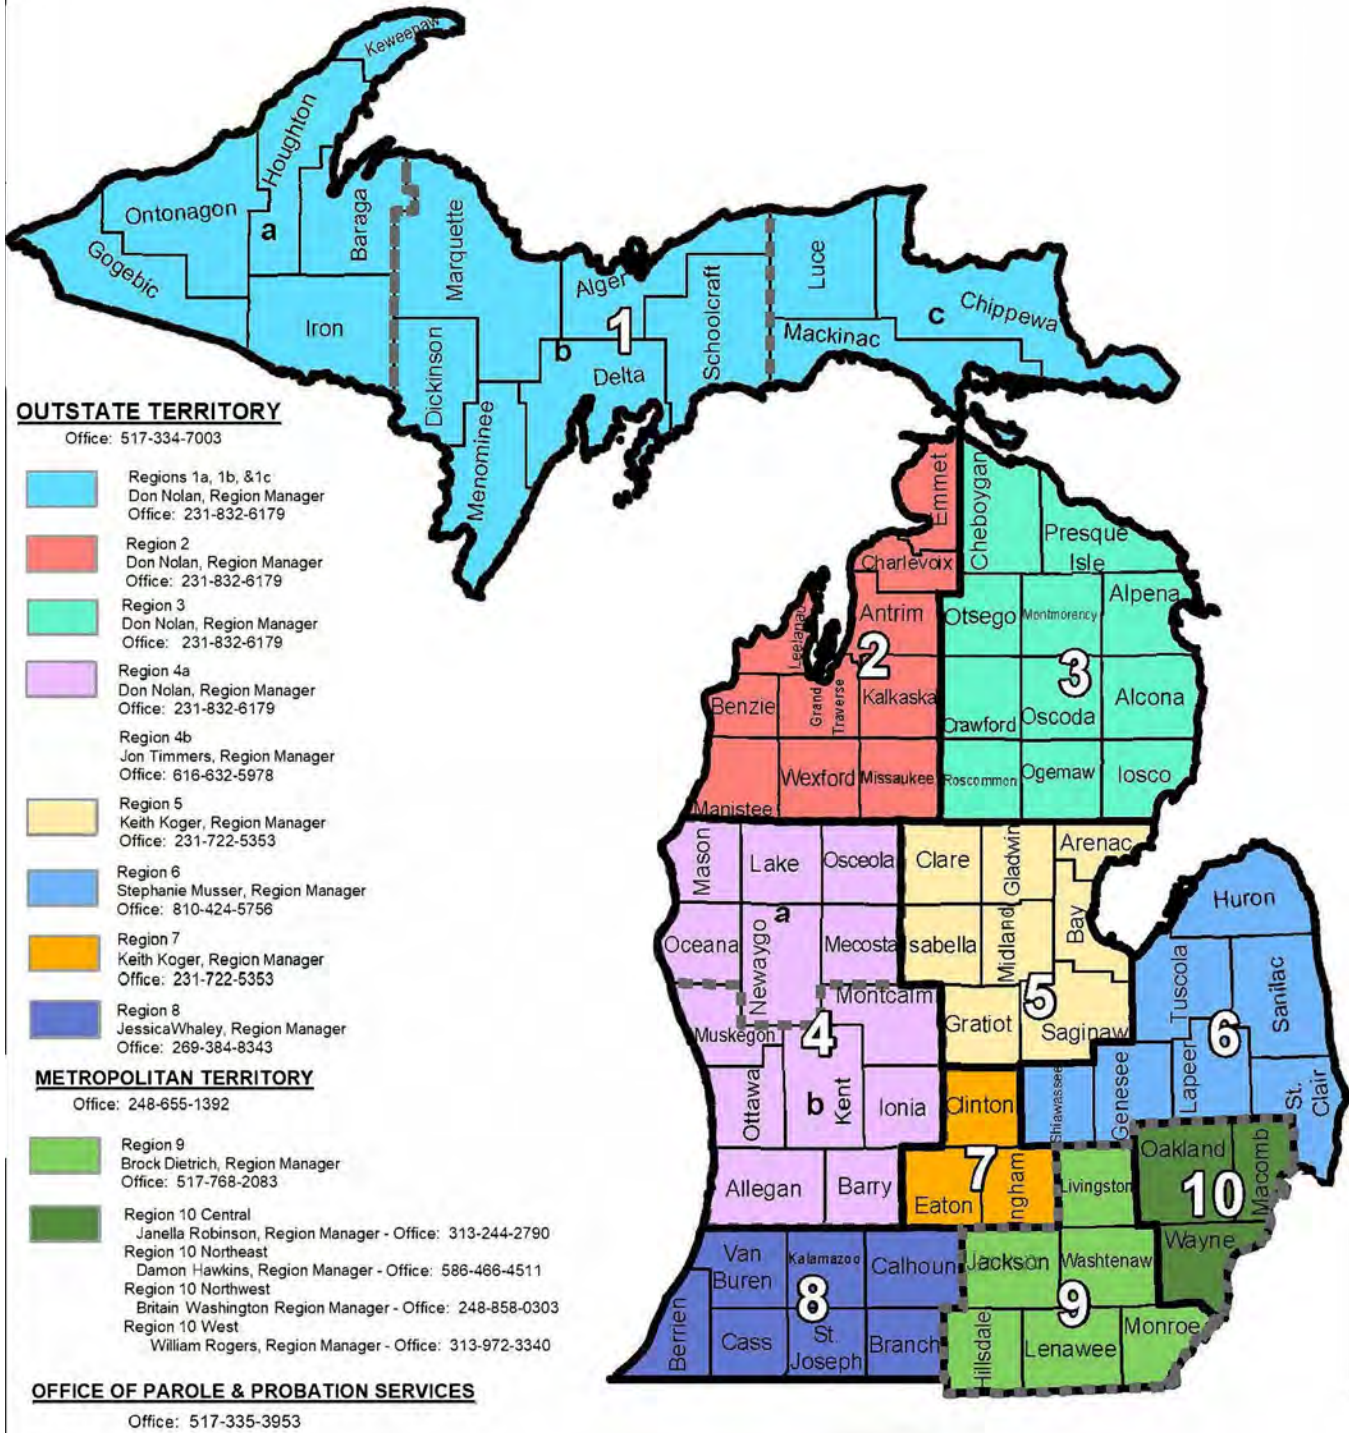 Keweenaw
Houghton
Ontonagon
Gogebic
a
Baraga
Iron
Marquette
Dickinson
Menominee
Alger
1
b
Delta
Schoolcraft
Luce
Mackinac
c
Chippewa
OUTSTATE TERRITORY
Office: 517-334-7003
Regions 1a, 1b, &1c
Don Nolan, Region Manager
Office: 231-832-6179
Region 2
Don Nolan, Region Manager
Office: 231-832-6179
Region 3
Don Nolan, Region Manager
Office: 231-832-6179
Region 4a
Don Nolan, Region Manager
Office: 231-832-6179
Region 4b
Jon Timmers, Region Manager
Office: 616-632-5978
Region 5
Keith Koger, Region Manager
Office: 231-722-5353
Region 6
Stephanie Musser, Region Manager
Office: 810-424-5756
Region 7
Keith Koger, Region Manager
Office: 231-722-5353
Region 8
JessicaWhaley, Region Manager
Office: 269-384-8343
METROPOLITAN TERRITORY
Office: 248-655-1392
Region 9
Brock Dietrich, Region Manager
Office: 517-768-2083
Region 10 Central
Janella Robinson, Region Manager - Office: 313-244-2790
Region 10 Northeast
Damon Hawkins, Region Manager - Office: 586-466-4511
Region 10 Northwest
Britain Washington Region Manager - Office: 248-858-0303
Region 10 West
William Rogers, Region Manager - Office: 313-972-3340
OFFICE OF PAROLE & PROBATION SERVICES
Office: 517-335-3953
Emmet
Charlevoix
Antrim
Leelanau
2
Benzie
Grand
Traverse
Kalkaska
Manistee
Wexford
Missaukee
Cheboygan
Presque
Isle
Otsego
Montmorency
Alpena
3
Crawford
Oscoda
Alcona
Roscommon
Ogemaw
Iosco
Mason
Lake
Osceola
Oceana
Newaygo
a
Mecosta
Muskegon
4
Montcalm
Ottawa
b
Kent
Ionia
Allegan
Barry
Clare
Gladwin
Arenac
Isabella
Midland
Bay
5
Gratiot
Saginaw
Huron
Tuscola
Sanilac
6
Shiawassee
Genesee
Lapeer
St.
Clair
Clinton
7
Eaton
Ingham
Van
Buren
Kalamazoo
Calhoun
8
Berrien
Cass
St.
Joseph
Branch
Livingston
Jackson
Washtenaw
9
Hillsdale
Lenawee
Monroe
Oakland
Macomb
10
Wayne